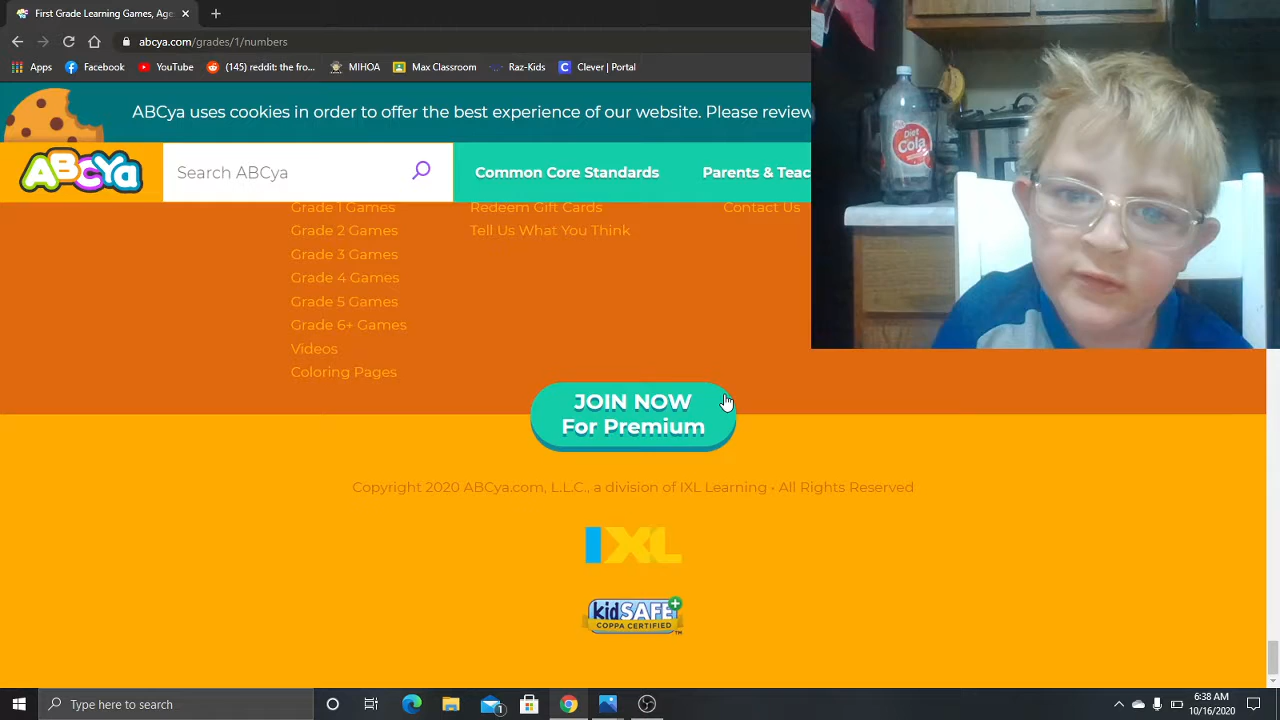 First Grade Learning Games | Age
abcya.com/grades/1/numbers
Apps Facebook YouTube (145) reddit: the fro... MIHOA Max Classroom Raz-Kids Clever | Portal
ABCya uses cookies in order to offer the best experience of our website. Please review
ABCYa
Search ABCya
Common Core Standards
Parents & Teac
Diet
Cola
Grade 1 Games
Redeem Gift Cards
Contact Us
Grade 2 Games
Tell Us What You Think
Grade 3 Games
Grade 4 Games
Grade 5 Games
Grade 6+ Games
Videos
Coloring Pages
JOIN NOW
For Premium
Copyright 2020 ABCya.com, L.L.C., a division of IXL Learning • All Rights Reserved
IXL
kidSAFE
COPPA CERTIFIED
TM
Type here to search
1
6:38 AM
10/16/2020